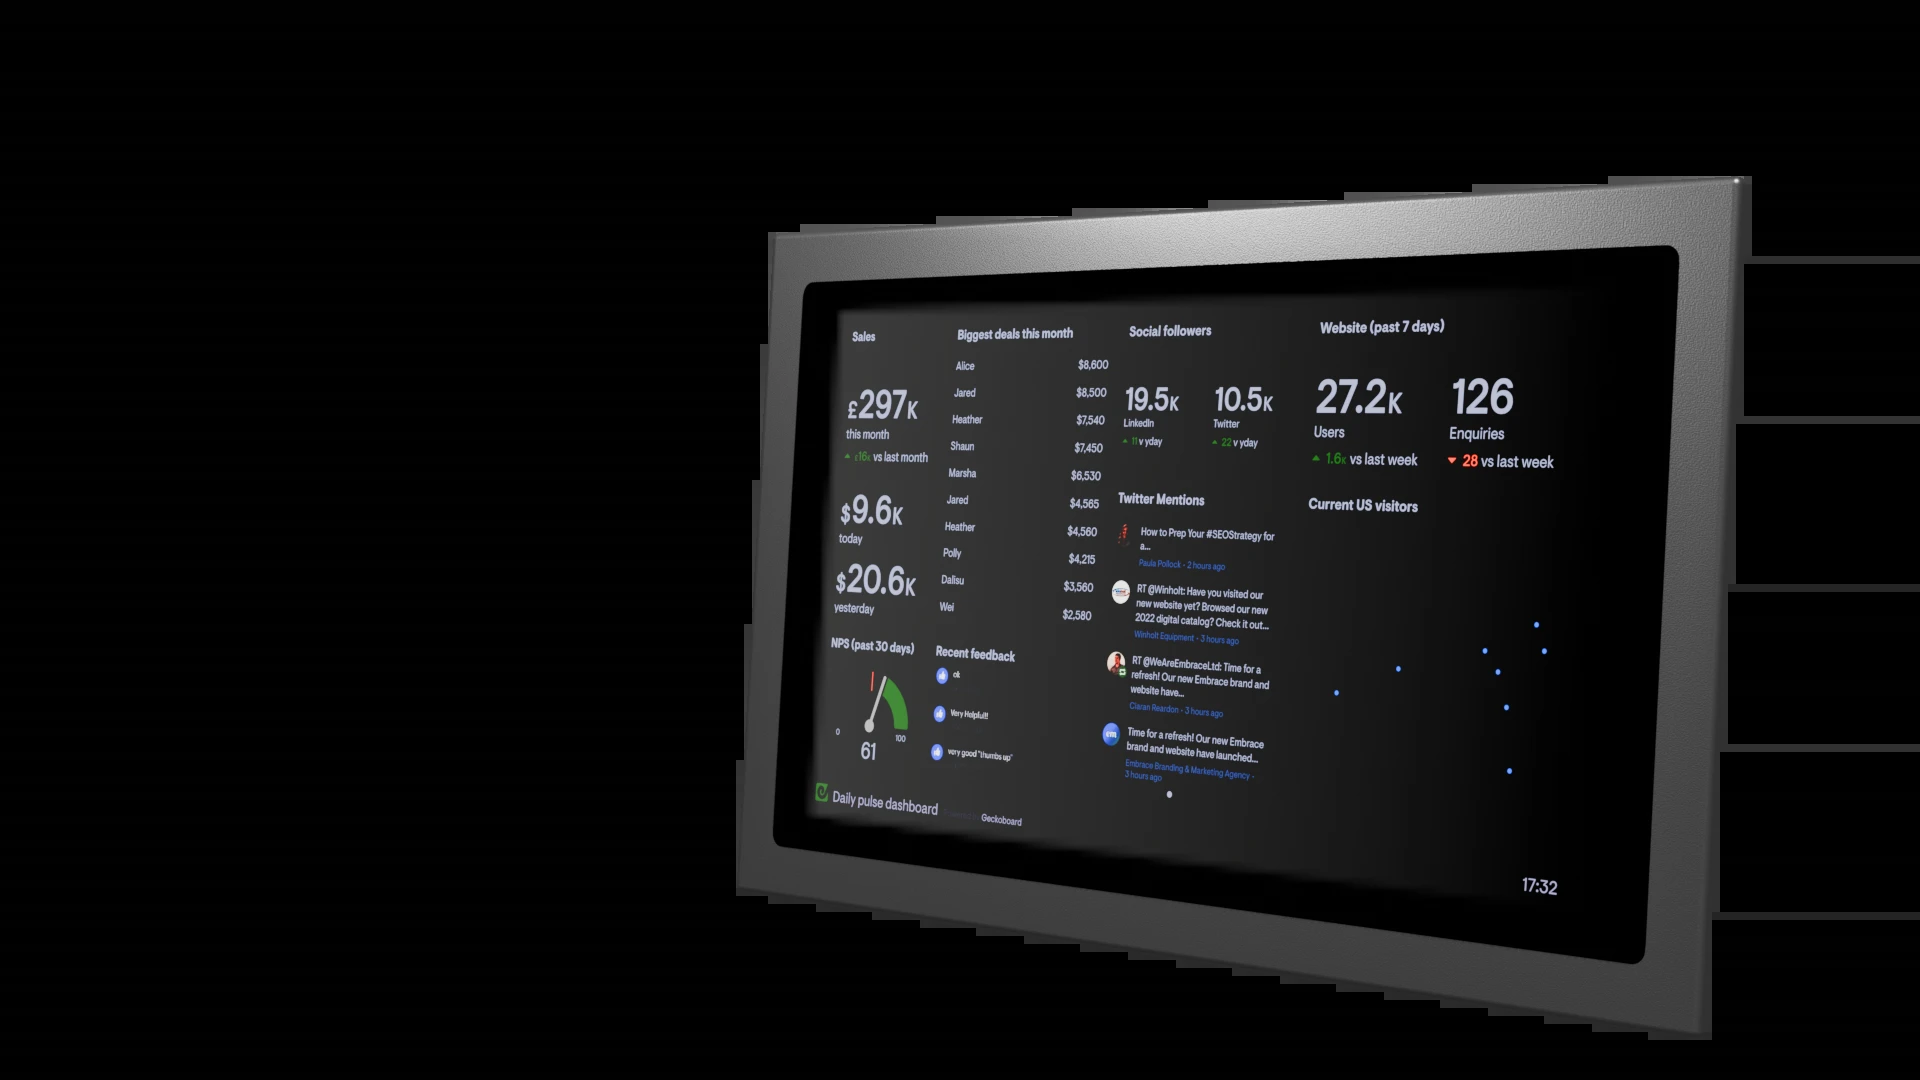 Sales
£297K
this month
£16K vs last month
$9.6K
today
$20.6K
yesterday
NPS (past 30 days)
0
100
61
Biggest deals this month
Alice $8,600
Jared $8,500
Heather $7,540
Shaun $7,450
Marsha $6,530
Jared $4,565
Heather $4,560
Polly $4,215
Dalisu $3,560
Wei $2,580
Recent feedback
ok
Very Helpful!!
very good "thumbs up"
Social followers
19.5K
LinkedIn
11 v yday
10.5K
Twitter
22 v yday
Twitter Mentions
How to Prep Your #SEOStrategy for
a...
Paula Pollock • 2 hours ago
RT @Winholt: Have you visited our
new website yet? Browsed our new
2022 digital catalog? Check it out...
Winholt Equipment • 3 hours ago
RT @WeAreEmbraceLtd: Time for a
refresh! Our new Embrace brand and
website have...
Ciaran Reardon • 3 hours ago
em
Time for a refresh! Our new Embrace
brand and website have launched...
Embrace Branding & Marketing Agency •
3 hours ago
Website (past 7 days)
27.2K
Users
1.6K vs last week
126
Enquiries
28 vs last week
Current US visitors
Daily pulse dashboard
Geckoboard
17:32